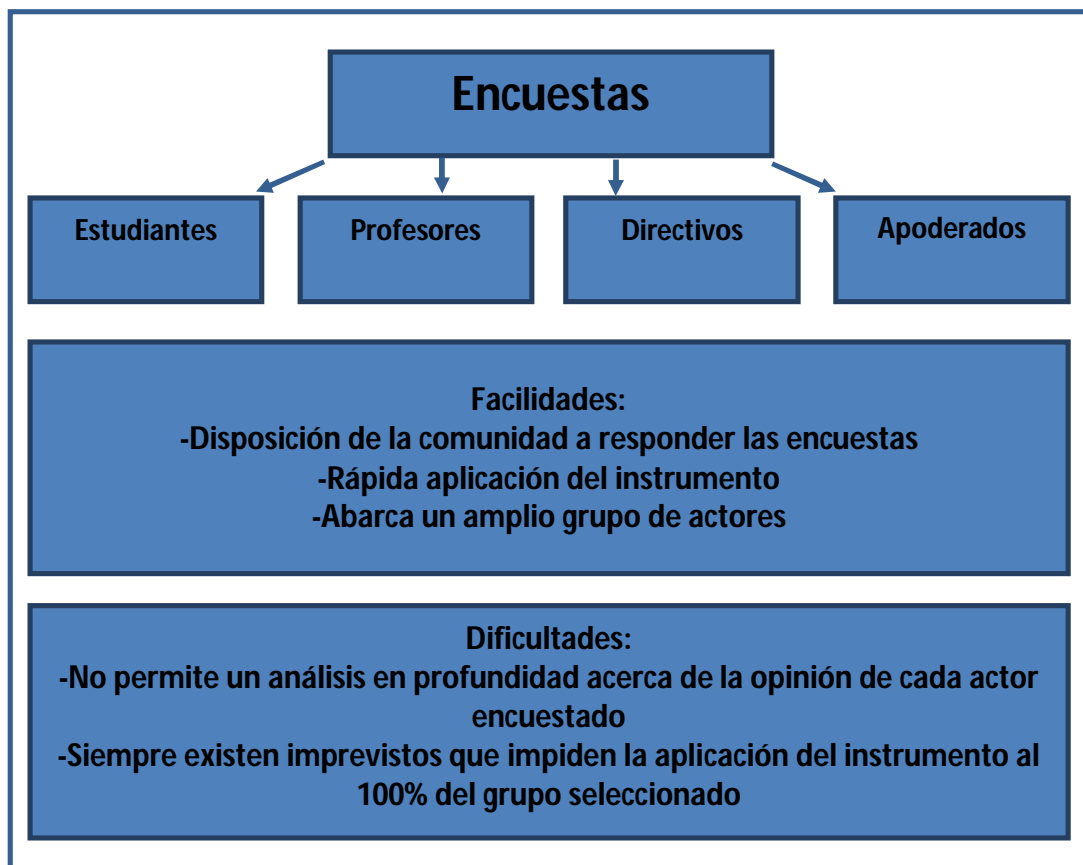 Encuestas
Estudiantes
Profesores
Directivos
Apoderados
Facilidades:
-Disposición de la comunidad a responder las encuestas
-Rápida aplicación del instrumento
-Abarca un amplio grupo de actores
Dificultades:
-No permite un análisis en profundidad acerca de la opinión de cada actor
encuestado
-Siempre existen imprevistos que impiden la aplicación del instrumento al
100% del grupo seleccionado